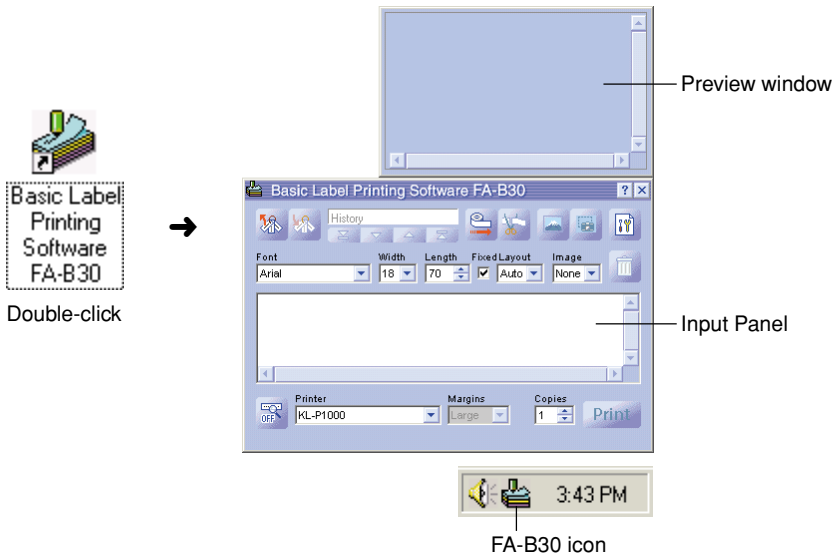 Preview window
Basic Label
Printing
Software
FA-B30
Double-click
Basic Label Printing Software FA-B30
History
Font Width Length Fixed Layout Image
Arial 18 70 Auto None
Input Panel
OFF
Printer Margins Copies
KL-P1000 Large 1 Print
3:43 PM
FA-B30 icon